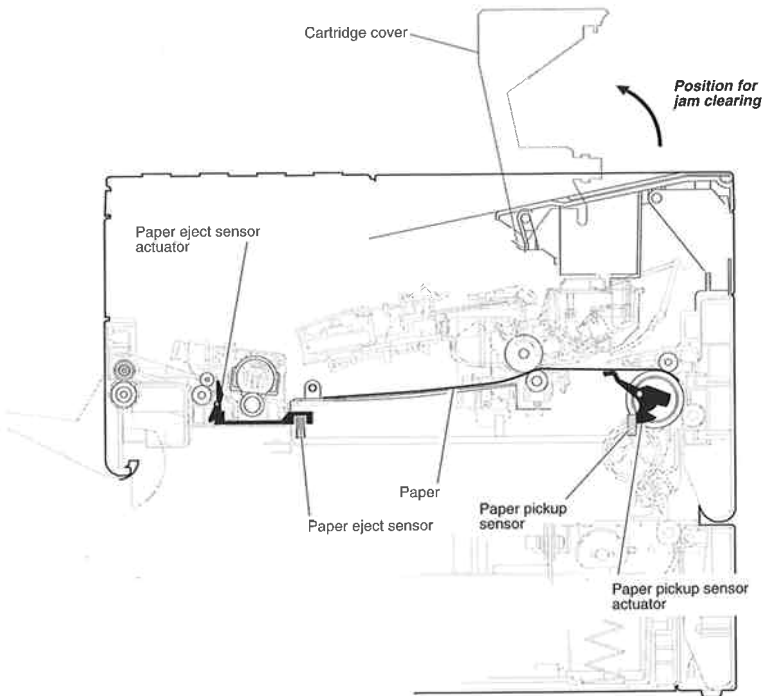 Cartridge cover
Position for
jam clearing
Paper eject sensor
actuator
Paper
Paper pickup
sensor
Paper eject sensor
Paper pickup sensor
actuator